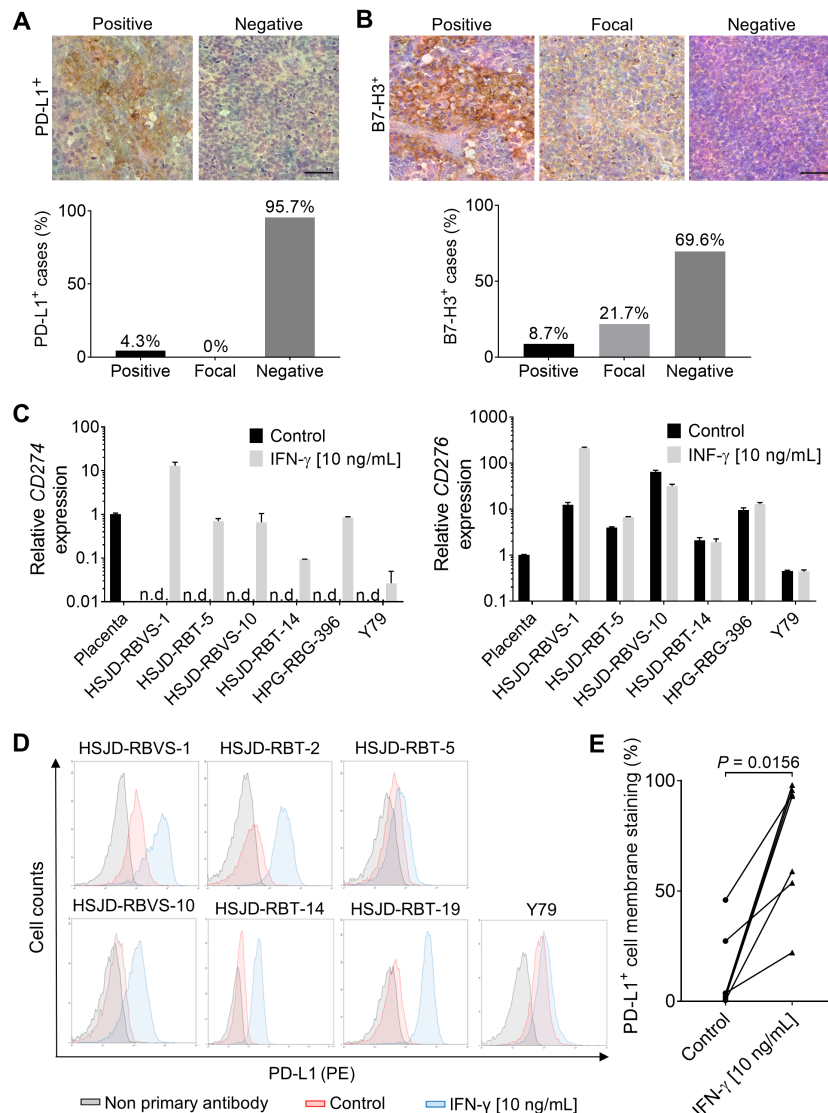 A
Positive
Negative
PD-L1+
PD-L1+ cases (%)
100
50
0
4.3%
0%
95.7%
Positive
Focal
Negative
B
Positive
Focal
Negative
B7-H3+
B7-H3+ cases (%)
100
50
0
8.7%
21.7%
69.6%
Positive
Focal
Negative
C
Relative CD274
expression
100
10
1
0.1
0.01
Control
IFN-γ [10 ng/mL]
n.d
n.d
n.d
n.d
n.d
n.d
Placenta
HSJD-RBVS-1
HSJD-RBT-5
HSJD-RBVS-10
HSJD-RBT-14
HPG-RBG-396
Y79
Relative CD276
expression
1000
100
10
1
0.1
Control
INF-γ [10 ng/mL]
Placenta
HSJD-RBVS-1
HSJD-RBT-5
HSJD-RBVS-10
HSJD-RBT-14
HPG-RBG-396
Y79
D
HSJD-RBVS-1
HSJD-RBT-2
HSJD-RBT-5
HSJD-RBVS-10
HSJD-RBT-14
HSJD-RBT-19
Y79
Cell counts
PD-L1 (PE)
Non primary antibody
Control
IFN-γ [10 ng/mL]
E
PD-L1+ cell membrane staining (%)
P = 0.0156
100
50
0
Control
IFN-γ [10 ng/mL]